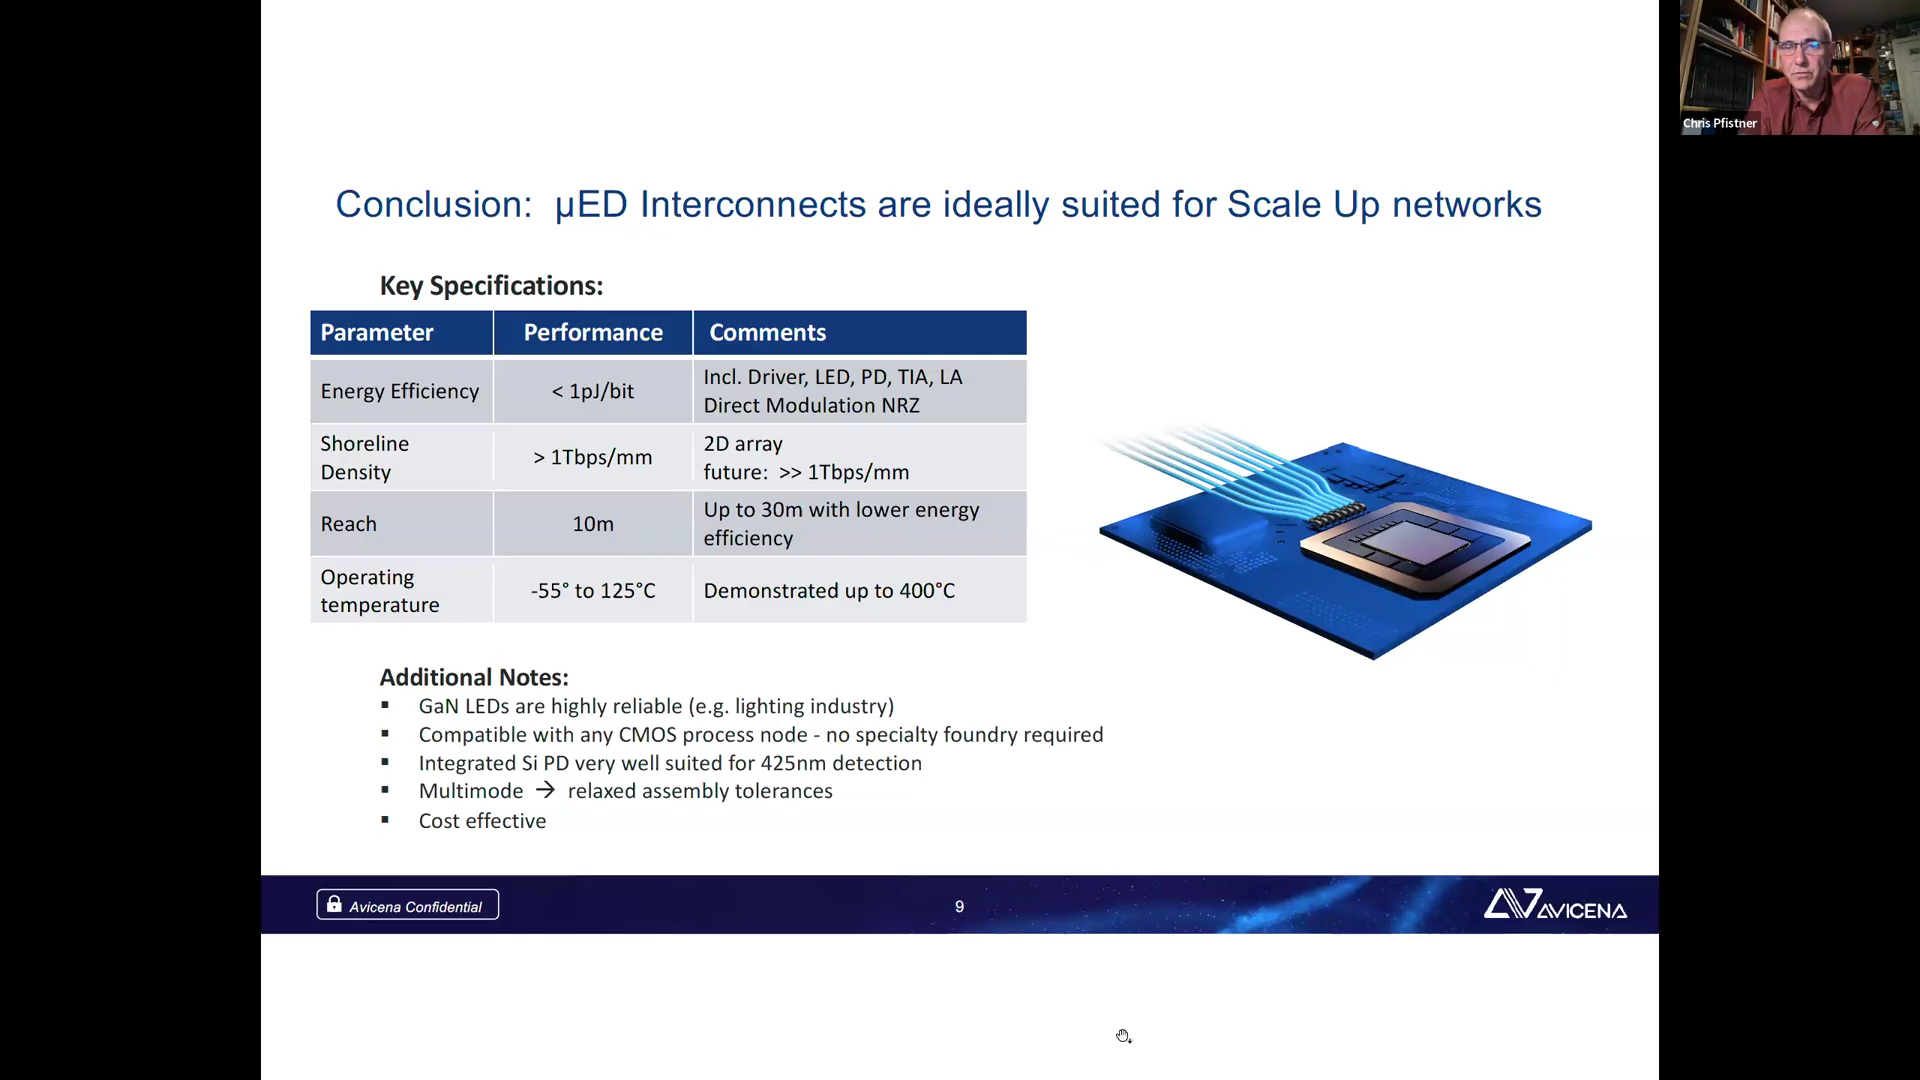 Chris Pfistner
Conclusion:  µED Interconnects are ideally suited for Scale Up networks
Key Specifications:
Parameter Performance Comments
Energy Efficiency < 1pJ/bit Incl. Driver, LED, PD, TIA, LA
Direct Modulation NRZ
Shoreline
Density > 1Tbps/mm 2D array
future:  >> 1Tbps/mm
Reach 10m Up to 30m with lower energy
efficiency
Operating
temperature -55° to 125°C Demonstrated up to 400°C
Additional Notes:
▪ GaN LEDs are highly reliable (e.g. lighting industry)
▪ Compatible with any CMOS process node - no specialty foundry required
▪ Integrated Si PD very well suited for 425nm detection
▪ Multimode → relaxed assembly tolerances
▪ Cost effective
Avicena Confidential
9
AVICENA